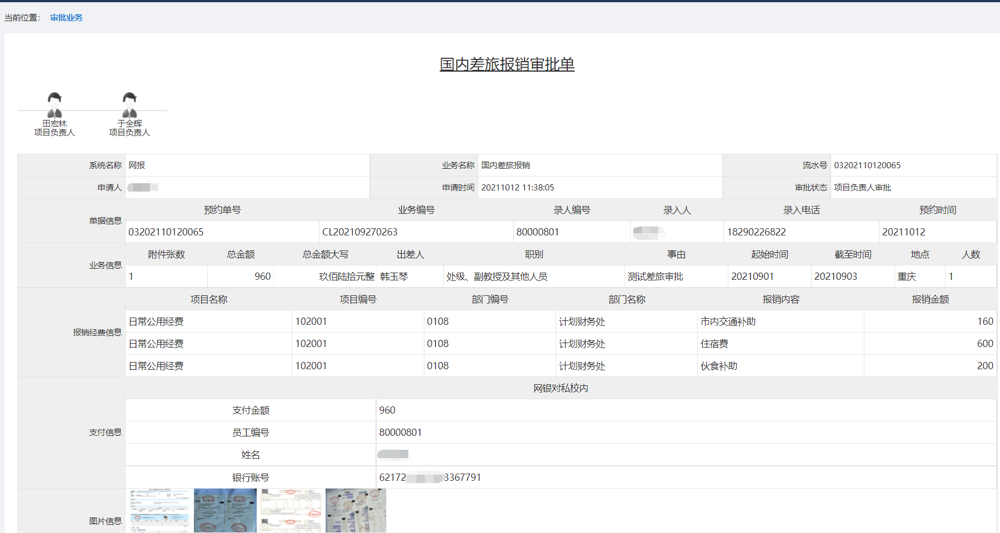 当前位置： 审批业务
国内差旅报销审批单
田宏林 于全辉
项目负责人 项目负责人
系统名称 网报 业务名称 国内差旅报销 流水号 03202110120065
申请人 申请时间 20211012 11:38:05 审批状态 项目负责人审批
单据信息
预约单号 业务编号 录人编号 录入人 录入电话 预约时间
03202110120065 CL202109270263 80000801 18290226822 20211012
业务信息
附件张数 总金额 总金额大写 出差人 职别 事由 起始时间 截至时间 地点 人数
1 960 玖佰陆拾元整 韩玉琴 处级、副教授及其他人员 测试差旅审批 20210901 20210903 重庆 1
报销经费信息
项目名称 项目编号 部门编号 部门名称 报销内容 报销金额
日常公用经费 102001 0108 计划财务处 市内交通补助 160
日常公用经费 102001 0108 计划财务处 住宿费 600
日常公用经费 102001 0108 计划财务处 伙食补助 200
支付信息
网银对私校内
支付金额 960
员工编号 80000801
姓名
银行账号 62172 3367791
图片信息